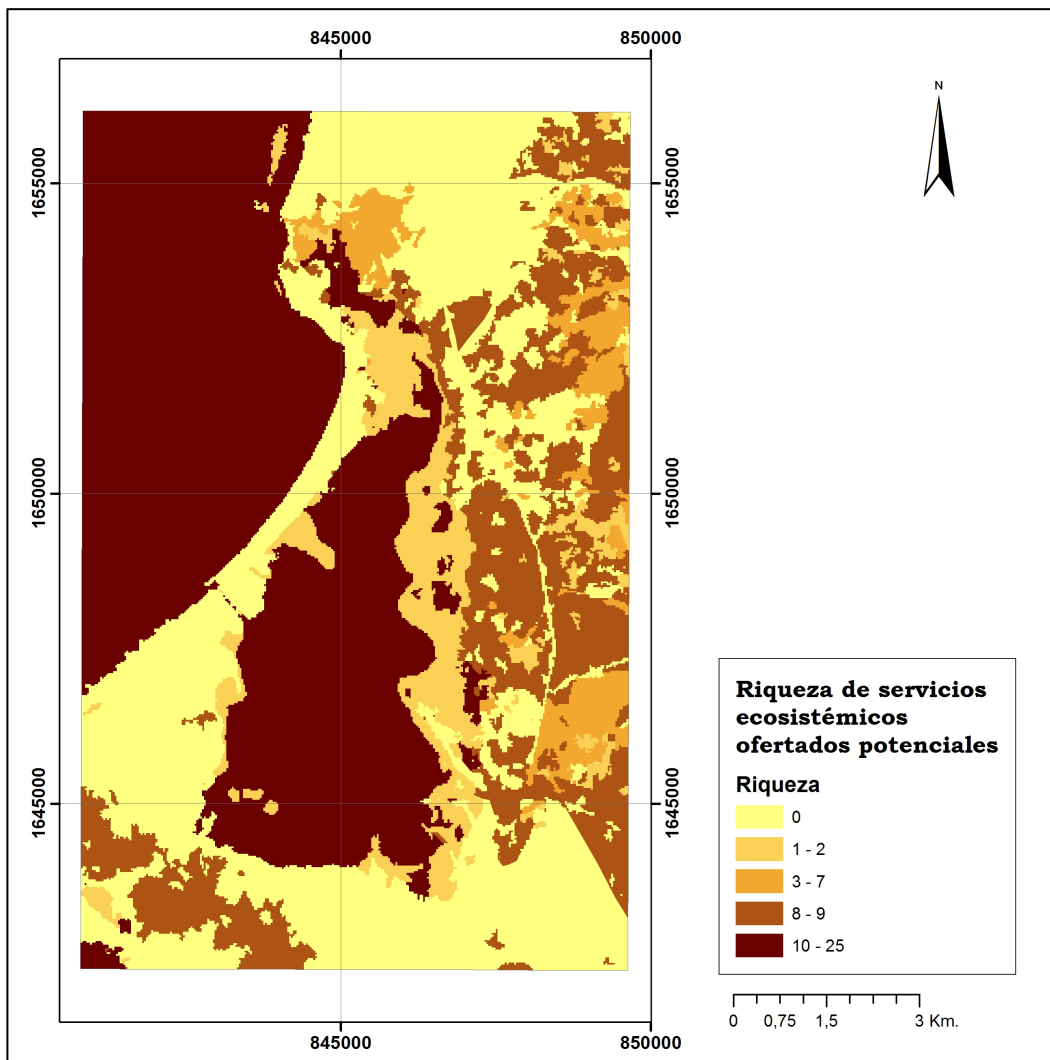 845000
850000
N
1655000
1655000
1650000
1650000
1645000
1645000
Riqueza de servicios
ecosistémicos
ofertados potenciales
Riqueza
0
1 - 2
3 - 7
8 - 9
10 - 25
0 0,75 1,5 3 Km.
845000
850000